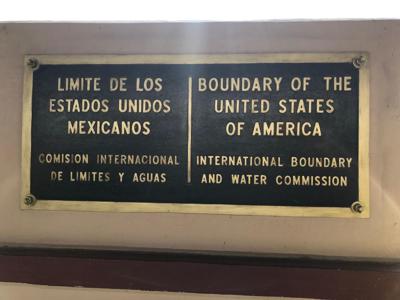 LIMITE DE LOS
ESTADOS UNIDOS
MEXICANOS
COMISION INTERNACIONAL
DE LIMITES Y AGUAS
BOUNDARY OF THE
UNITED STATES
OF AMERICA
INTERNATIONAL BOUNDARY
AND WATER COMMISSION